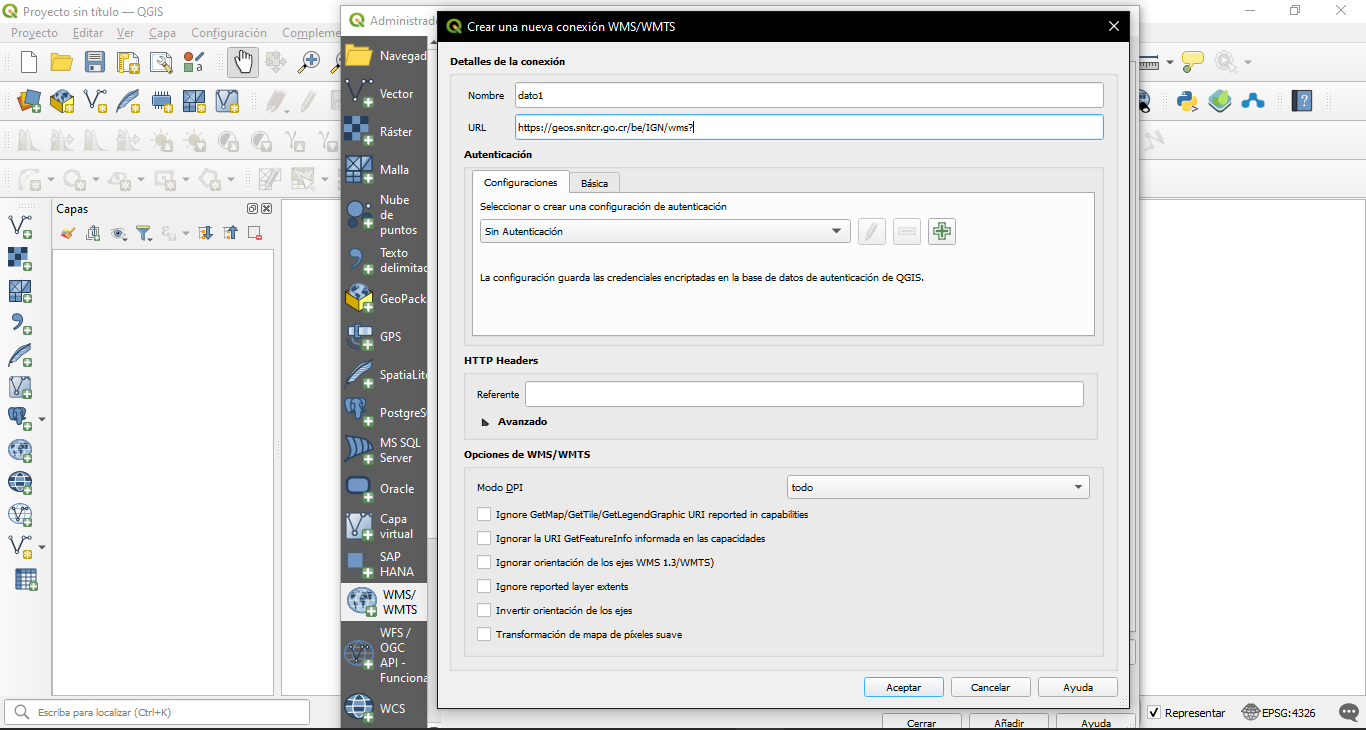 Proyecto sin título — QGIS
Proyecto Editar Ver Capa Configuración Compleme
Administrad
Crear una nueva conexión WMS/WMTS
Detalles de la conexión
Nombre dato1
URL https://geos.snitcr.go.cr/be/IGN/wms?
Autenticación
Configuraciones Básica
Seleccionar o crear una configuración de autenticación
Sin Autenticación
La configuración guarda las credenciales encriptadas en la base de datos de autenticación de QGIS.
HTTP Headers
Referente
Avanzado
Opciones de WMS/WMTS
Modo DPI todo
Ignore GetMap/GetTile/GetLegendGraphic URI reported in capabilities
Ignorar la URI GetFeatureInfo informada en las capacidades
Ignorar orientación de los ejes WMS 1.3/WMTS)
Ignore reported layer extents
Invertir orientación de los ejes
Transformación de mapa de píxeles suave
Aceptar Cancelar Ayuda
Cerrar Añadir Ayuda
Navegad
Vector
Ráster
Malla
Nube
de
puntos
Texto
delimitac
GeoPack
GPS
SpatiaLite
PostgreS
MS SQL
Server
Oracle
Capa
virtual
SAP
HANA
WMS/
WMTS
WFS /
OGC
API -
Funciona
WCS
Capas
Escriba para localizar (Ctrl+K)
Representar EPSG:4326